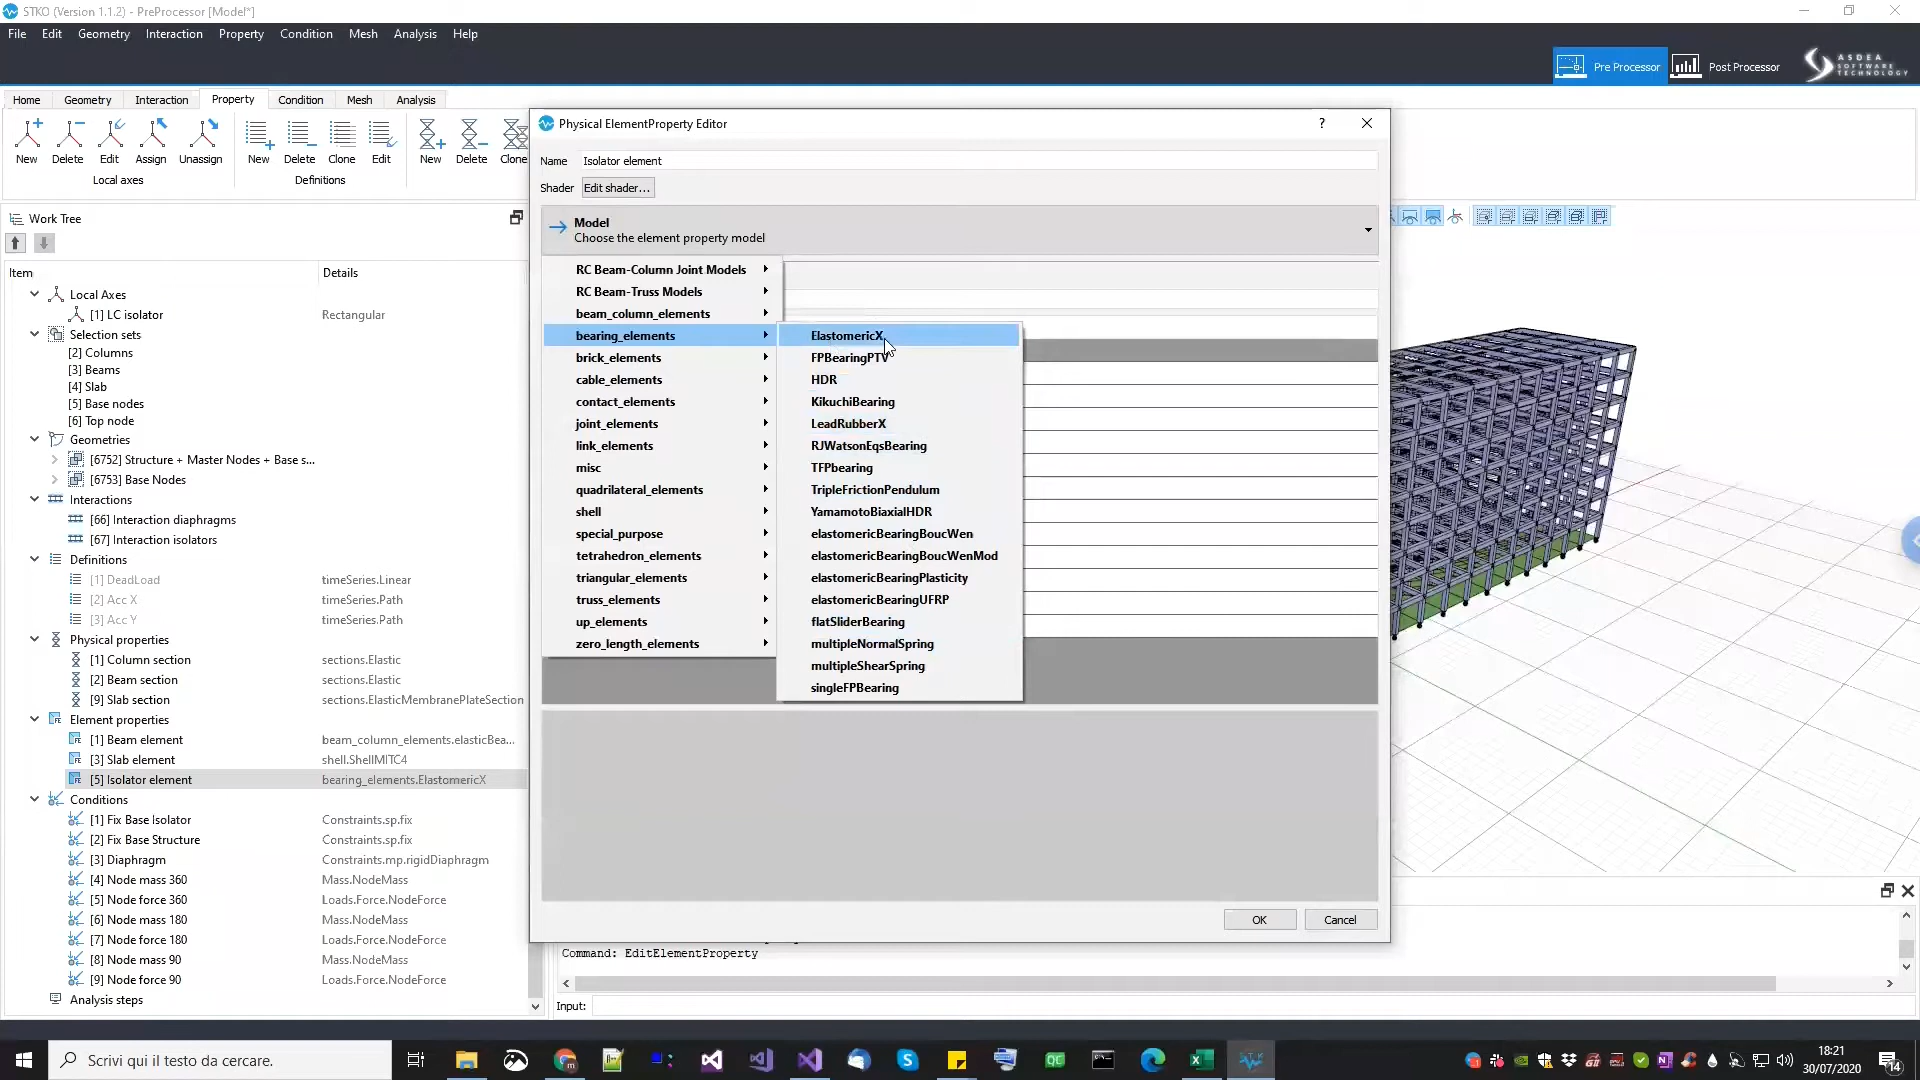 STKO (Version 1.1.2) - PreProcessor [Model*]
File Edit Geometry Interaction Property Condition Mesh Analysis Help
Pre Processor Post Processor
ASDEA
SOFTWARE
TECHNOLOGY
Home Geometry Interaction Property Condition Mesh Analysis
New Delete Edit Assign Unassign
Local axes
New Delete Clone Edit
Definitions
New Delete Clone
Work Tree
Item Details
Local Axes
[1] LC isolator Rectangular
Selection sets
[2] Columns
[3] Beams
[4] Slab
[5] Base nodes
[6] Top node
Geometries
[6752] Structure + Master Nodes + Base s...
[6753] Base Nodes
Interactions
[66] Interaction diaphragms
[67] Interaction isolators
Definitions
[1] DeadLoad timeSeries.Linear
[2] Acc X timeSeries.Path
[3] Acc Y timeSeries.Path
Physical properties
[1] Column section sections.Elastic
[2] Beam section sections.Elastic
[9] Slab section sections.ElasticMembranePlateSection
Element properties
[1] Beam element beam_column_elements.elasticBea...
[3] Slab element shell.ShellMITC4
[5] Isolator element bearing_elements.ElastomericX
Conditions
[1] Fix Base Isolator Constraints.sp.fix
[2] Fix Base Structure Constraints.sp.fix
[3] Diaphragm Constraints.mp.rigidDiaphragm
[4] Node mass 360 Mass.NodeMass
[5] Node force 360 Loads.Force.NodeForce
[6] Node mass 180 Mass.NodeMass
[7] Node force 180 Loads.Force.NodeForce
[8] Node mass 90 Mass.NodeMass
[9] Node force 90 Loads.Force.NodeForce
Analysis steps
Physical ElementProperty Editor
?
Name Isolator element
Shader Edit shader...
Model
Choose the element property model
RC Beam-Column Joint Models
RC Beam-Truss Models
beam_column_elements
bearing_elements
brick_elements
cable_elements
contact_elements
joint_elements
link_elements
misc
quadrilateral_elements
shell
special_purpose
tetrahedron_elements
triangular_elements
truss_elements
up_elements
zero_length_elements
ElastomericX
FPBearingPTV
HDR
KikuchiBearing
LeadRubberX
RJWatsonEqsBearing
TFPbearing
TripleFrictionPendulum
YamamotoBiaxialHDR
elastomericBearingBoucWen
elastomericBearingBoucWenMod
elastomericBearingPlasticity
elastomericBearingUFRP
flatSliderBearing
multipleNormalSpring
multipleShearSpring
singleFPBearing
OK Cancel
Command: EditElementProperty
Input:
Scrivi qui il testo da cercare.
18:21
30/07/2020
14